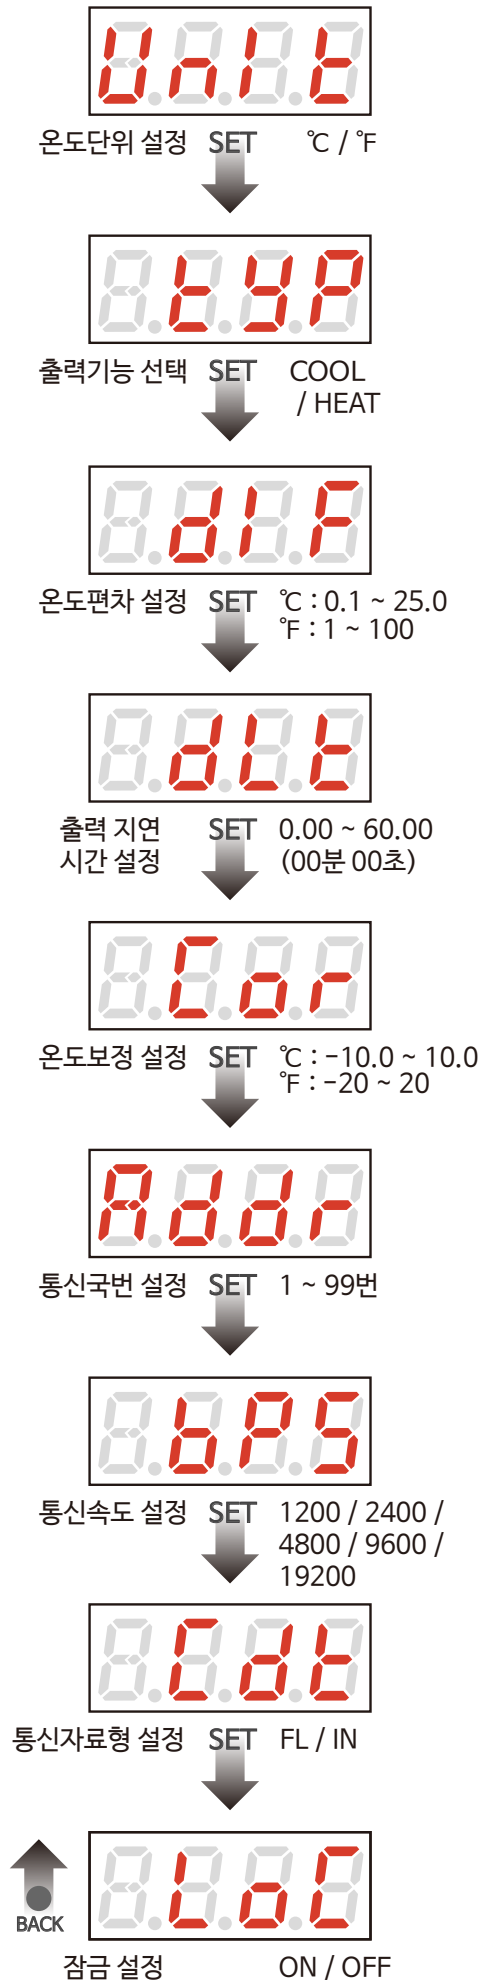 Unit
온도단위 설정 SET ℃ / ℉
tyP
출력기능 선택 SET COOL
/ HEAT
dIF
온도편차 설정 SET ℃ : 0.1 ~ 25.0
℉ : 1 ~ 100
dLt
출력 지연 SET 0.00 ~ 60.00
시간 설정 (00분 00초)
Cor
온도보정 설정 SET ℃ : -10.0 ~ 10.0
℉ : -20 ~ 20
Addr
통신국번 설정 SET 1 ~ 99번
bPS
통신속도 설정 SET 1200 / 2400 /
4800 / 9600 /
19200
Cdt
통신자료형 설정 SET FL / IN
LoC
BACK
잠금 설정 ON / OFF